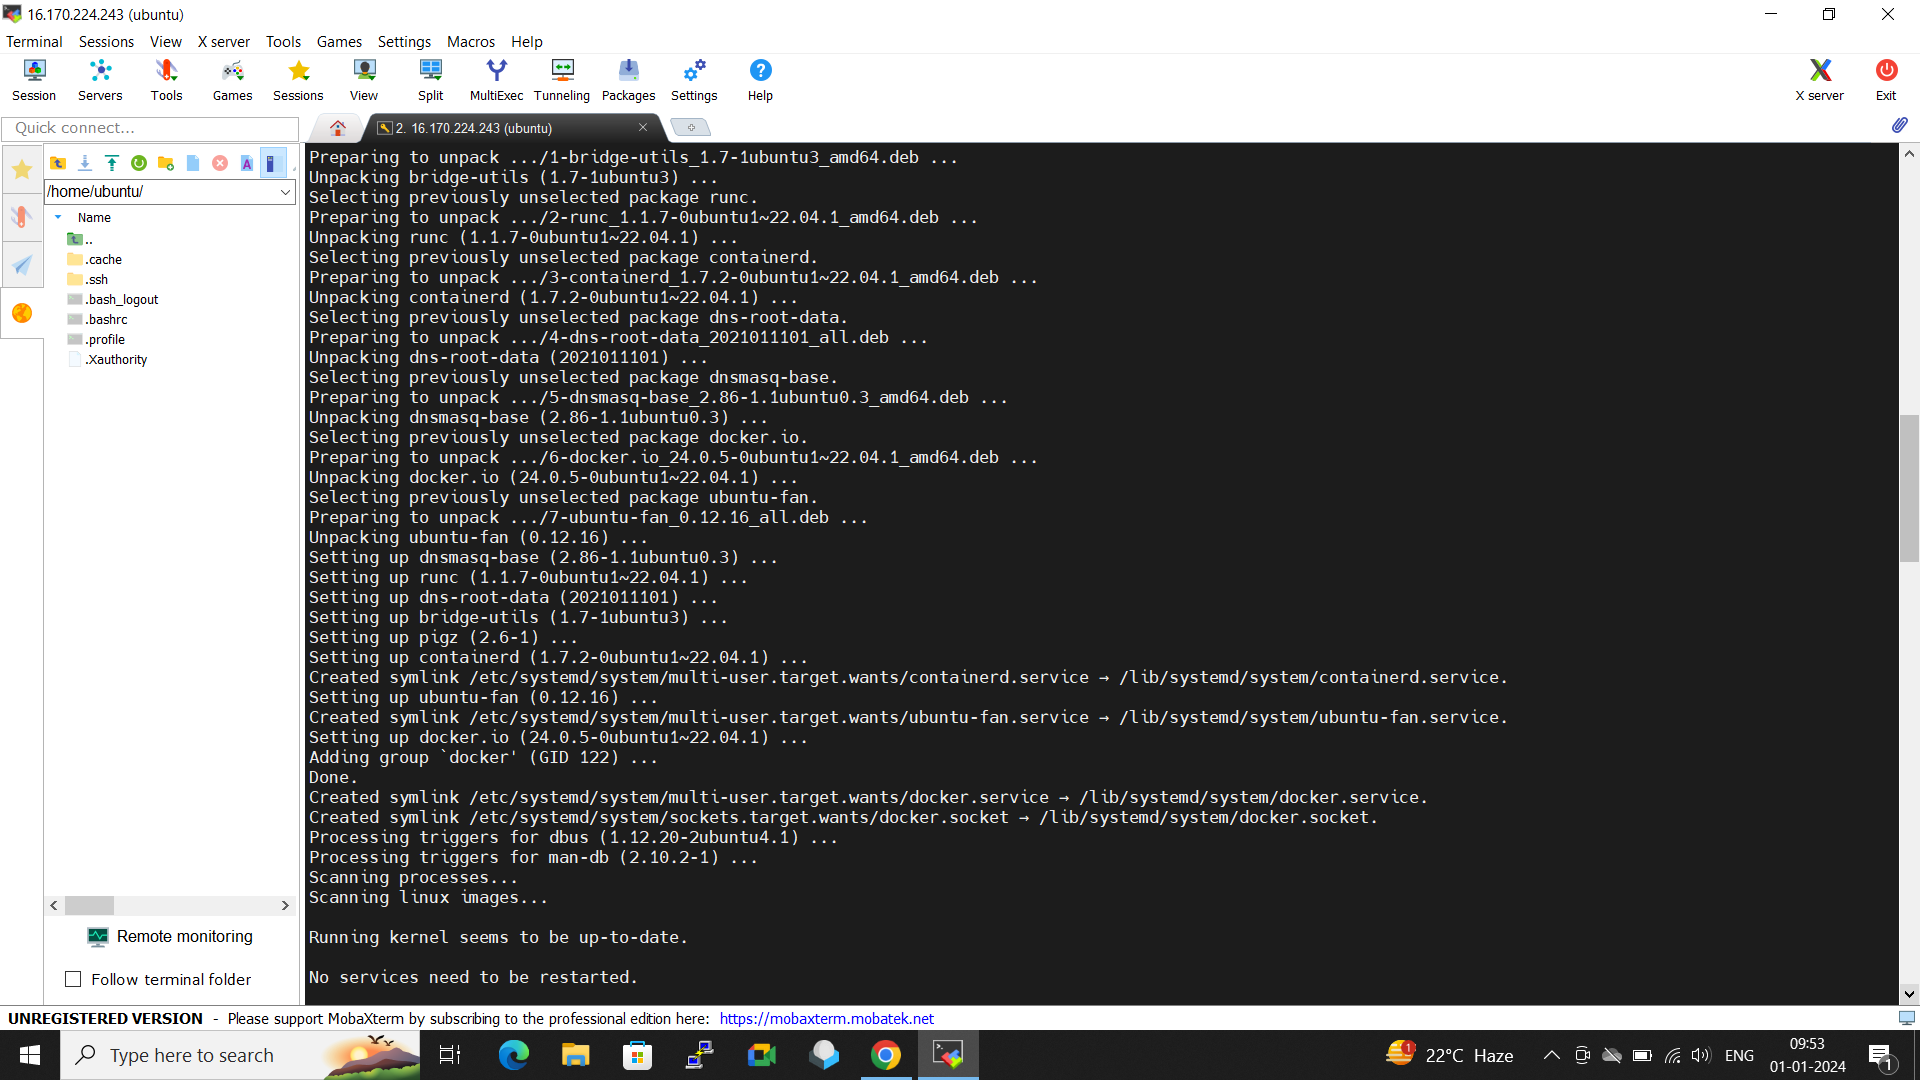 16.170.224.243 (ubuntu)
Terminal Sessions View X server Tools Games Settings Macros Help
Session Servers Tools Games Sessions View Split MultiExec Tunneling Packages Settings Help X server Exit
Quick connect...
2. 16.170.224.243 (ubuntu)
/home/ubuntu/
Name
..
.cache
.ssh
.bash_logout
.bashrc
.profile
.Xauthority
Remote monitoring
Follow terminal folder
Preparing to unpack .../1-bridge-utils_1.7-1ubuntu3_amd64.deb ...
Unpacking bridge-utils (1.7-1ubuntu3) ...
Selecting previously unselected package runc.
Preparing to unpack .../2-runc_1.1.7-0ubuntu1~22.04.1_amd64.deb ...
Unpacking runc (1.1.7-0ubuntu1~22.04.1) ...
Selecting previously unselected package containerd.
Preparing to unpack .../3-containerd_1.7.2-0ubuntu1~22.04.1_amd64.deb ...
Unpacking containerd (1.7.2-0ubuntu1~22.04.1) ...
Selecting previously unselected package dns-root-data.
Preparing to unpack .../4-dns-root-data_2021011101_all.deb ...
Unpacking dns-root-data (2021011101) ...
Selecting previously unselected package dnsmasq-base.
Preparing to unpack .../5-dnsmasq-base_2.86-1.1ubuntu0.3_amd64.deb ...
Unpacking dnsmasq-base (2.86-1.1ubuntu0.3) ...
Selecting previously unselected package docker.io.
Preparing to unpack .../6-docker.io_24.0.5-0ubuntu1~22.04.1_amd64.deb ...
Unpacking docker.io (24.0.5-0ubuntu1~22.04.1) ...
Selecting previously unselected package ubuntu-fan.
Preparing to unpack .../7-ubuntu-fan_0.12.16_all.deb ...
Unpacking ubuntu-fan (0.12.16) ...
Setting up dnsmasq-base (2.86-1.1ubuntu0.3) ...
Setting up runc (1.1.7-0ubuntu1~22.04.1) ...
Setting up dns-root-data (2021011101) ...
Setting up bridge-utils (1.7-1ubuntu3) ...
Setting up pigz (2.6-1) ...
Setting up containerd (1.7.2-0ubuntu1~22.04.1) ...
Created symlink /etc/systemd/system/multi-user.target.wants/containerd.service → /lib/systemd/system/containerd.service.
Setting up ubuntu-fan (0.12.16) ...
Created symlink /etc/systemd/system/multi-user.target.wants/ubuntu-fan.service → /lib/systemd/system/ubuntu-fan.service.
Setting up docker.io (24.0.5-0ubuntu1~22.04.1) ...
Adding group `docker' (GID 122) ...
Done.
Created symlink /etc/systemd/system/multi-user.target.wants/docker.service → /lib/systemd/system/docker.service.
Created symlink /etc/systemd/system/sockets.target.wants/docker.socket → /lib/systemd/system/docker.socket.
Processing triggers for dbus (1.12.20-2ubuntu4.1) ...
Processing triggers for man-db (2.10.2-1) ...
Scanning processes...
Scanning linux images...
Running kernel seems to be up-to-date.
No services need to be restarted.
UNREGISTERED VERSION - Please support MobaXterm by subscribing to the professional edition here: https://mobaxterm.mobatek.net
Type here to search
1
22°C Haze
ENG
09:53
01-01-2024
1